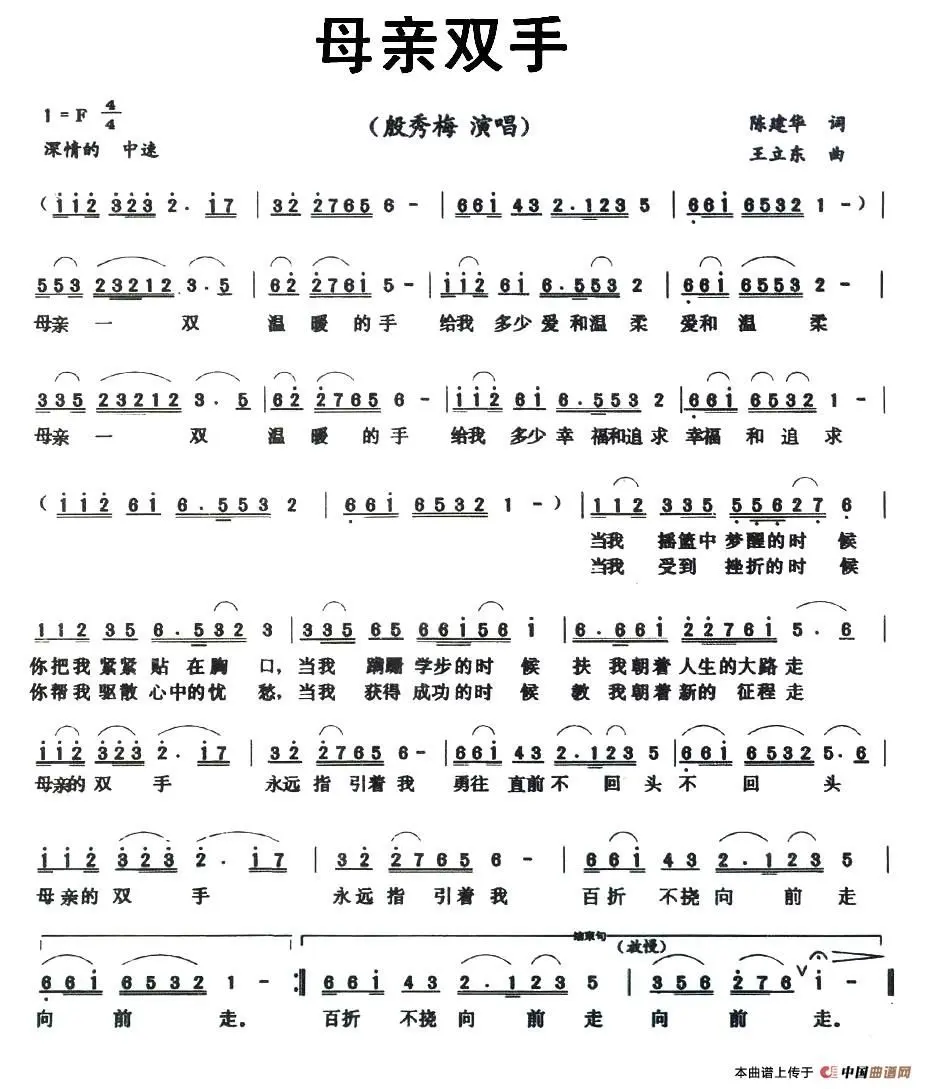 母亲双手
1=F 4/4
（殷秀梅 演唱）
陈建华 词
深情的 中速
王立东 曲
（ i i 2 3 2 3 2 . i 7 | 3 2 2 7 6 5 6 - | 6 6 i 4 3 2 . 1 2 3 5 | 6 6 i 6 5 3 2 1 - ）|
5 5 3 2 3 2 1 2 3 . 5 | 6 2 2 7 6 i 5 - | i i 2 6 i 6 . 5 5 3 2 | 6 6 i 5 5 5 3 2 - |
母亲 一 双 温 暖 的 手 给我 多少 爱 和温 柔 爱和 温 柔
3 3 5 2 3 2 1 2 3 . 5 | 6 2 2 7 6 5 6 - | i i 2 6 i 6 . 5 5 3 2 | 6 6 i 6 5 3 2 1 - |
母亲 一 双 温 暖 的 手 给我 多少 幸 福和追 求 幸福 和 追 求
（ i i 2 6 i 6 . 5 5 3 2 | 6 6 i 6 5 3 2 1 - ）| 1 1 2 3 3 5 5 5 6 2 7 6 |
当我 摇篮中 梦醒的时 候
当我 受到 挫折的时 候
1 1 2 3 5 6 . 5 3 2 3 | 3 3 5 6 5 6 6 i 5 6 i | 6 . 6 6 i 2 2 7 6 i 5 . 6 |
你把我 紧紧 贴 在胸 口，当我 蹒跚 学步的时 候 扶 我朝着 人生的大路 走
你帮我 驱散 心中的忧 愁，当我 获得 成功的时 候 教 我朝着 新的 征程 走
i i 2 3 2 3 2 . i 7 | 3 2 2 7 6 5 6 - | 6 6 i 4 3 2 . 1 2 3 5 | 6 6 i 6 5 3 2 5 . 6 |
母亲的 双 手 永远 指 引着 我 勇往 直前 不 回 头 不 回 头
i i 2 3 2 3 2 . i 7 | 3 2 2 7 6 5 6 - | 6 6 i 4 3 2 . 1 2 3 5 |
母亲的 双 手 永远 指 引着 我 百折 不挠 向 前 走
结束句
（放慢）
6 6 i 6 5 3 2 1 - :‖ 6 6 i 4 3 2 . 1 2 3 5 | 3 5 6 2 7 6 ∨ i - ‖
向 前 走。 百折 不挠 向 前 走 向 前 走。
本曲谱上传于 中国曲谱网